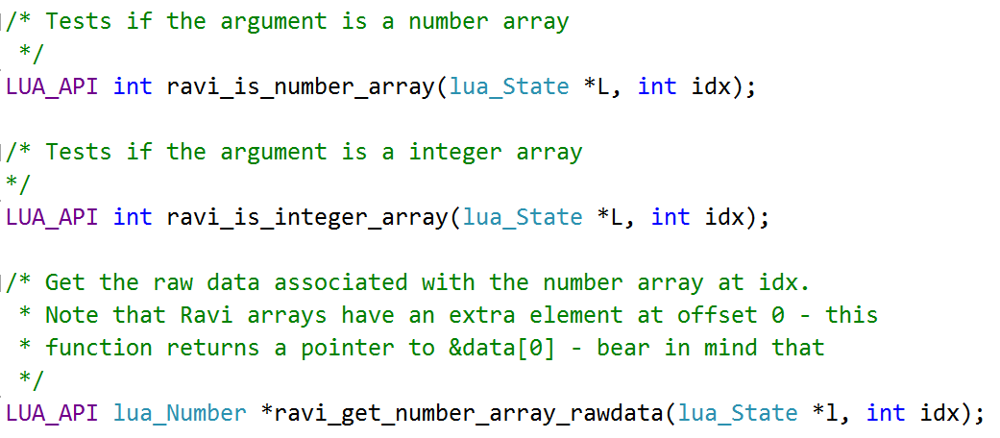 /* Tests if the argument is a number array
 */
LUA_API int ravi_is_number_array(lua_State *L, int idx);

/* Tests if the argument is a integer array
*/
LUA_API int ravi_is_integer_array(lua_State *L, int idx);

/* Get the raw data associated with the number array at idx.
 * Note that Ravi arrays have an extra element at offset 0 - this
 * function returns a pointer to &data[0] - bear in mind that
 */
LUA_API lua_Number *ravi_get_number_array_rawdata(lua_State *l, int idx);